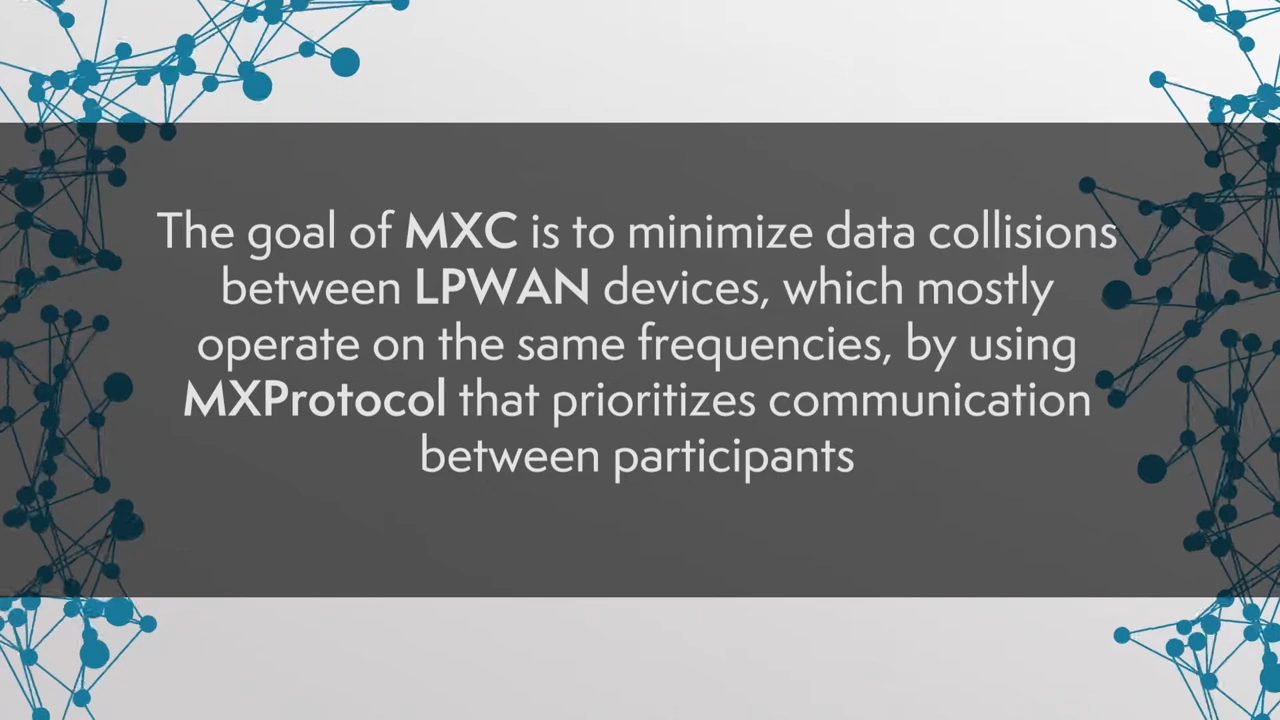 The goal of MXC is to minimize data collisions
between LPWAN devices, which mostly
operate on the same frequencies, by using
MXProtocol that prioritizes communication
between participants